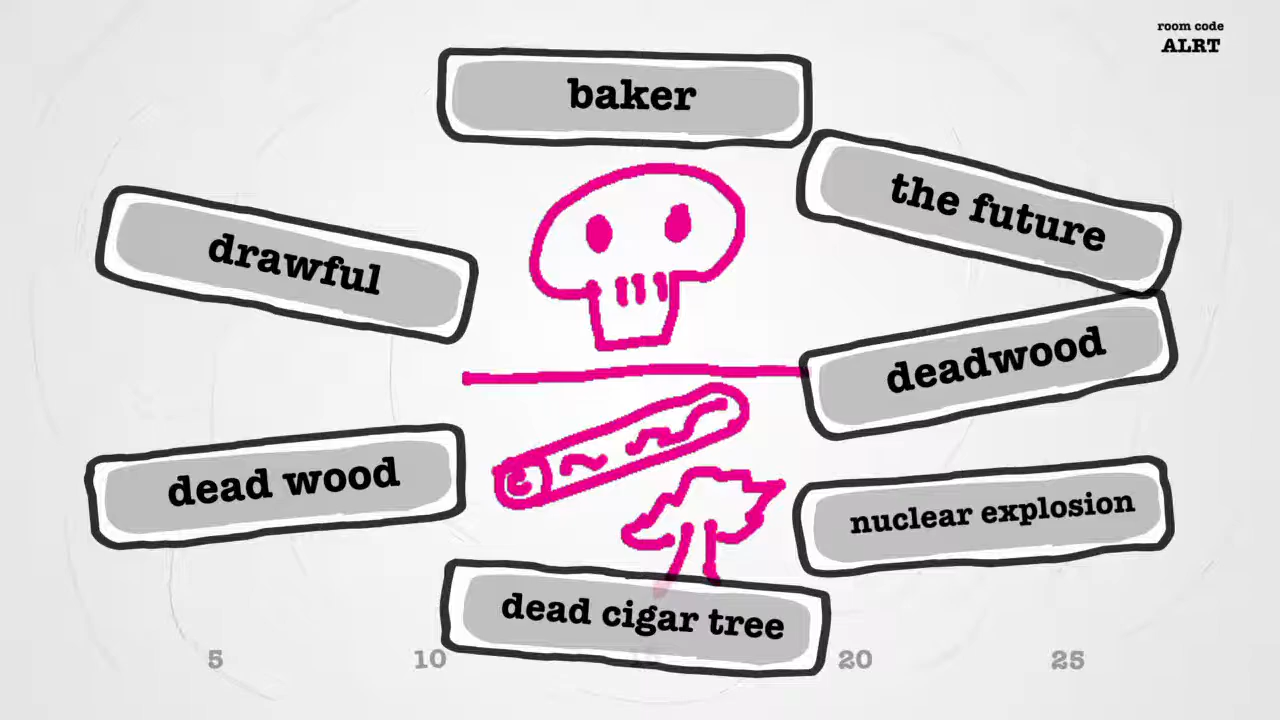 room code
ALRT
baker
the future
drawful
deadwood
dead wood
nuclear explosion
dead cigar tree
5
10
20
25